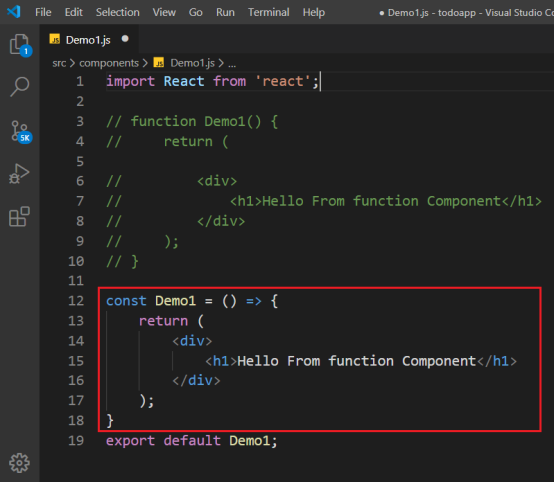 File Edit Selection View Go Run Terminal Help ● Demo1.js - todoapp - Visual Studio Co
JS Demo1.js ●
1
src > components > JS Demo1.js > ...
1 import React from 'react';
2
3 // function Demo1() {
4 //     return (
5
5K
6 //         <div>
7 //             <h1>Hello From function Component</h1>
8 //         </div>
9 //     );
10 // }
11
12 const Demo1 = () => {
13     return (
14         <div>
15             <h1>Hello From function Component</h1>
16         </div>
17     );
18 }
19 export default Demo1;